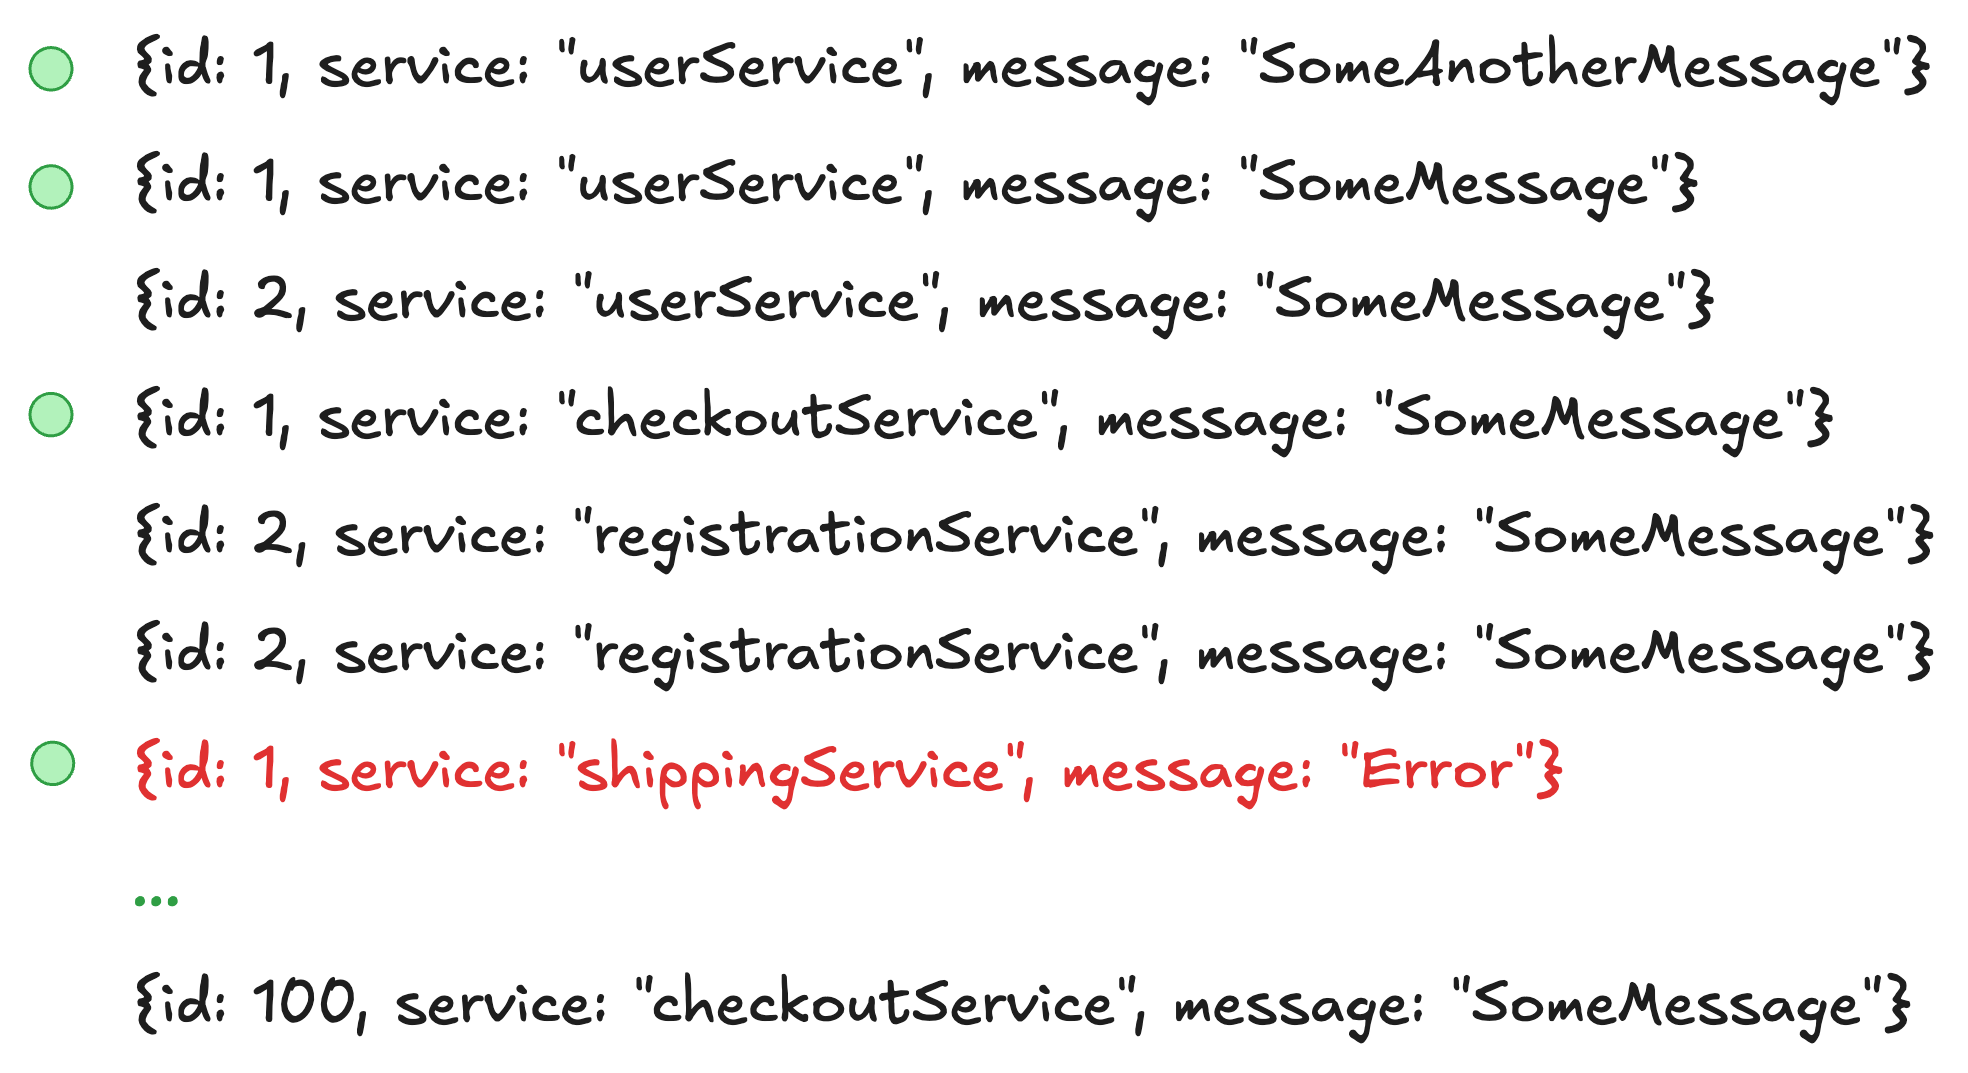 {id: 1, service: "userService", message: "SomeAnotherMessage"}
{id: 1, service: "userService", message: "SomeMessage"}
{id: 2, service: "userService", message: "SomeMessage"}
{id: 1, service: "checkoutService", message: "SomeMessage"}
{id: 2, service: "registrationService", message: "SomeMessage"}
{id: 2, service: "registrationService", message: "SomeMessage"}
{id: 1, service: "shippingService", message: "Error"}
...
{id: 100, service: "checkoutService", message: "SomeMessage"}